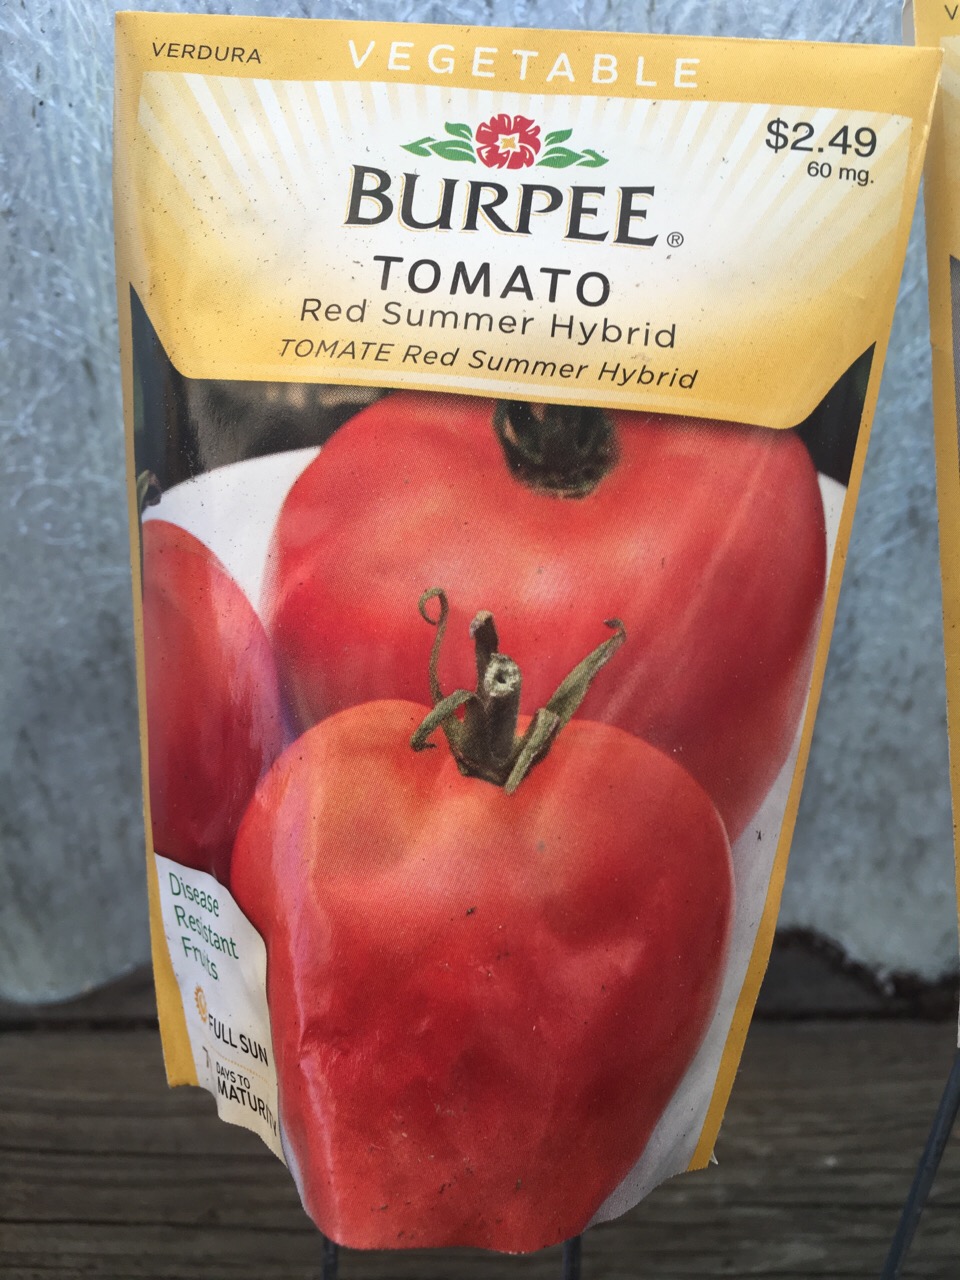 VERDURA
VEGETABLE
$2.49
60 mg.
BURPEE®
TOMATO
Red Summer Hybrid
TOMATE Red Summer Hybrid
Disease
Resistant
Fruits
FULL SUN
DAYS TO